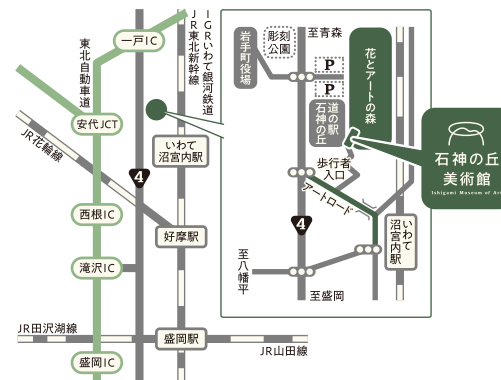 一戸IC
東北自動車道
安代JCT
JR花輪線
西根IC
滝沢IC
JR田沢湖線
盛岡IC
IGRいわて銀河鉄道
JR東北新幹線
いわて
沼宮内駅
4
好摩駅
盛岡駅
JR山田線
岩手町役場
彫刻
公園
至青森
P
P
道の駅
石神の丘
花とアートの森
歩行者
入口
アートロード
4
いわて
沼宮内駅
至八幡平
至盛岡
石神の丘
美術館
Ishigami Museum of Art